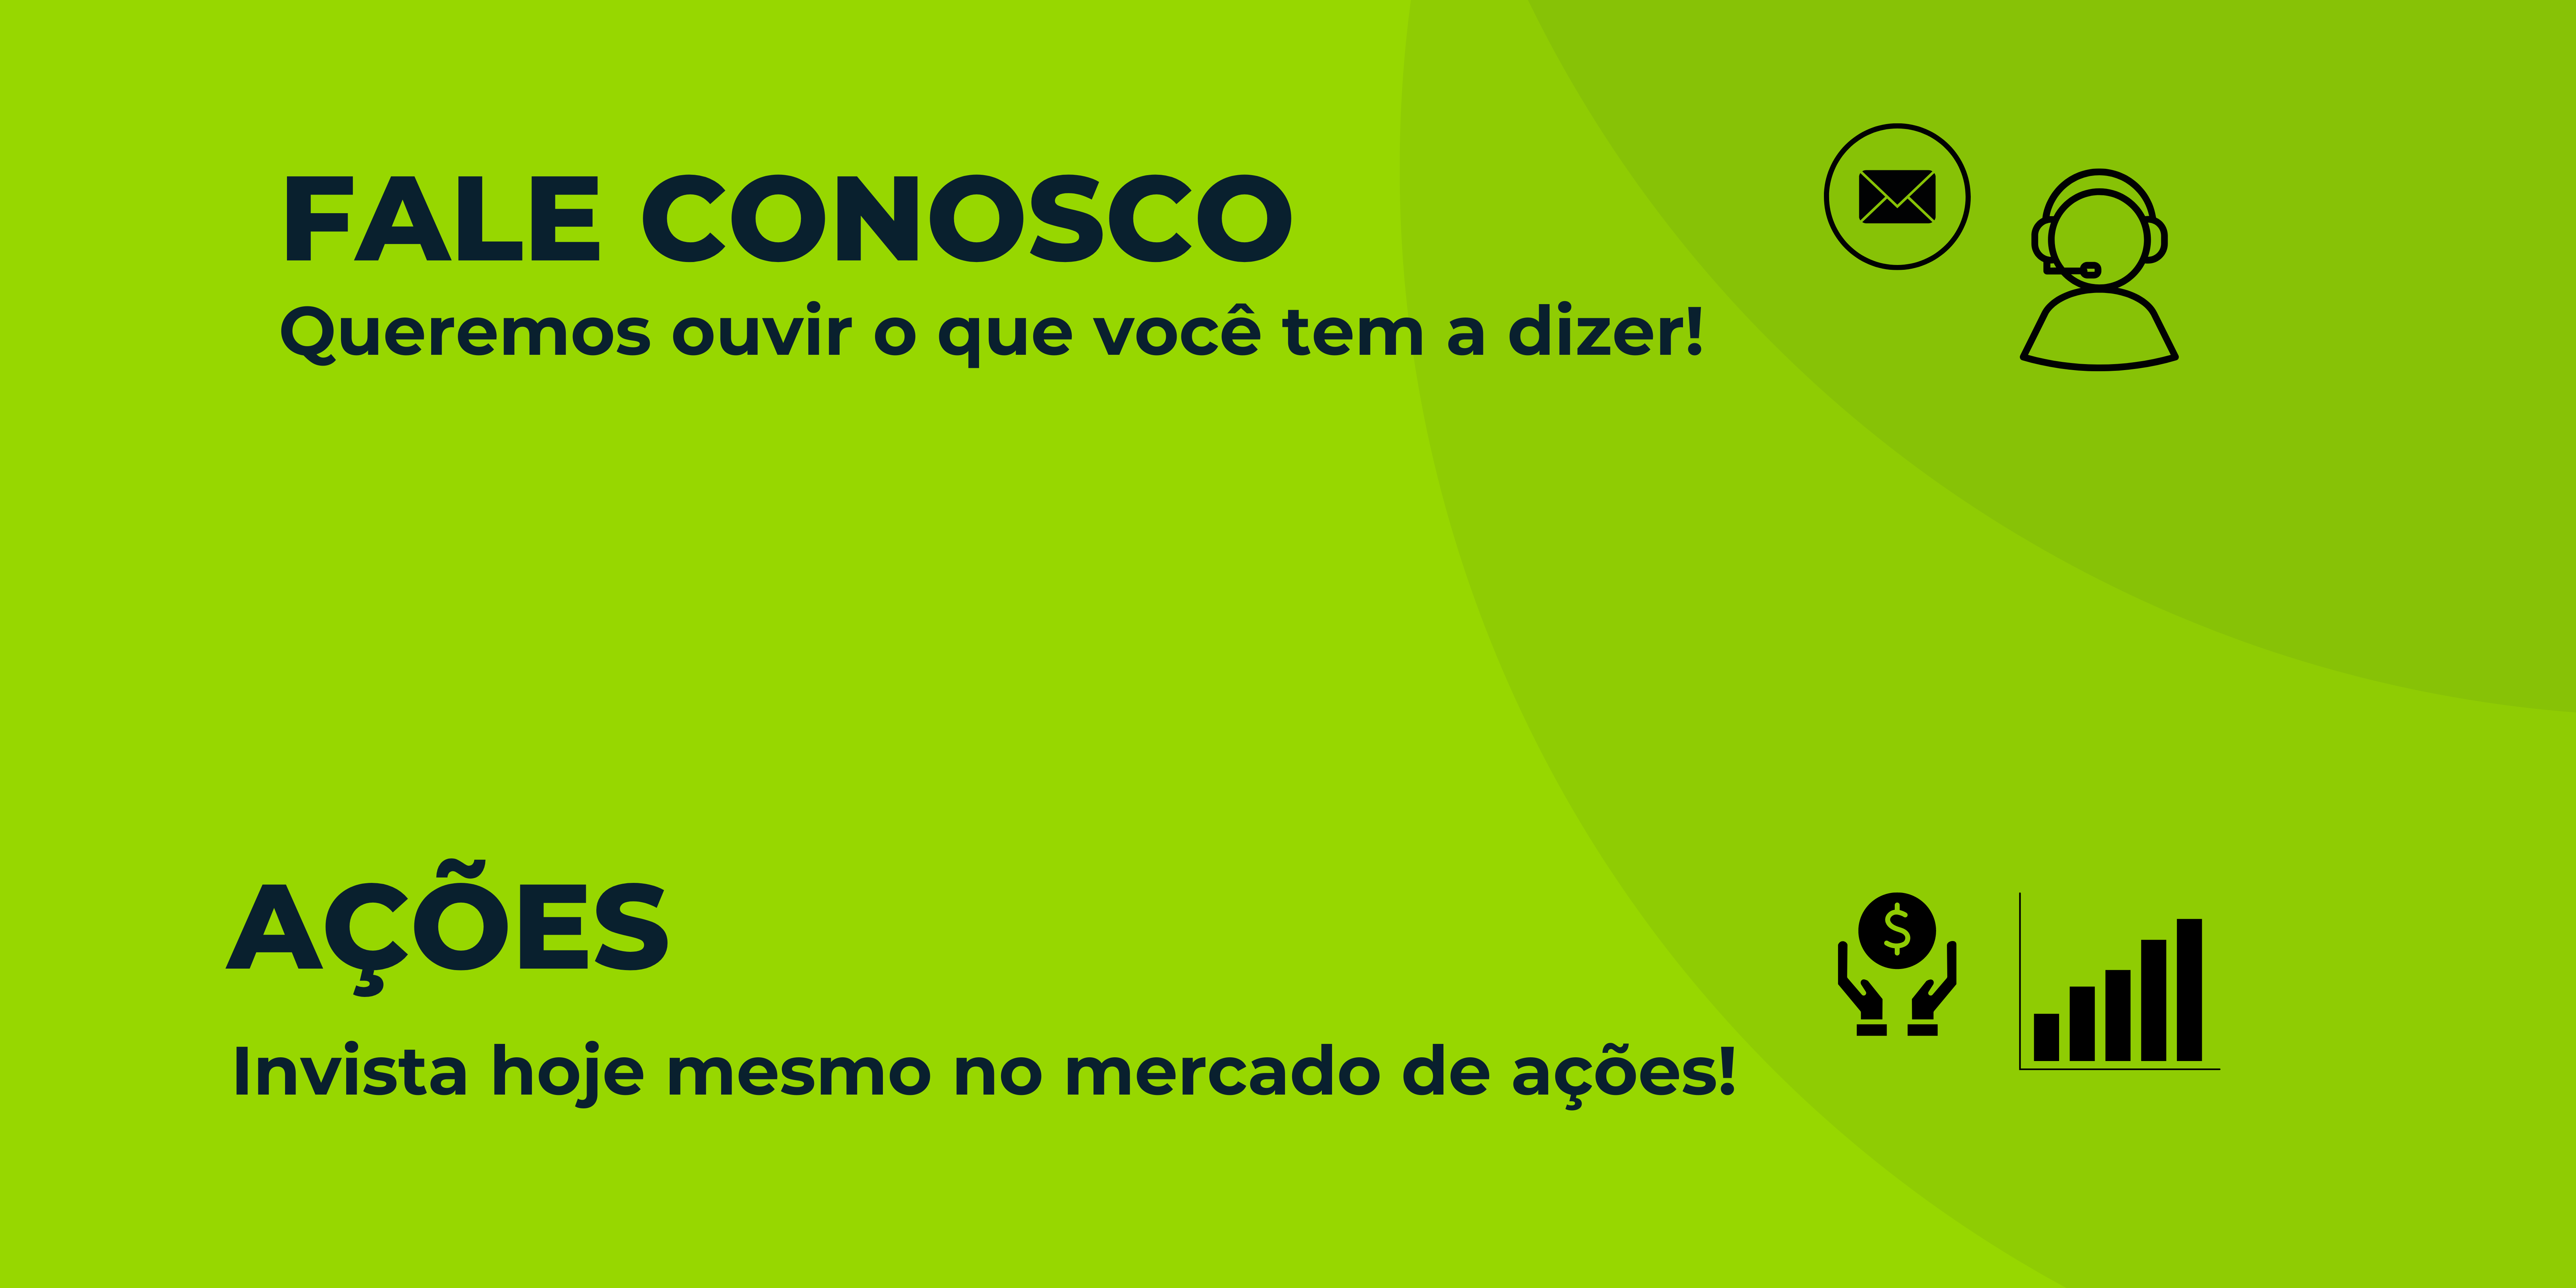 FALE CONOSCO
Queremos ouvir o que você tem a dizer!
AÇÕES
Invista hoje mesmo no mercado de ações!